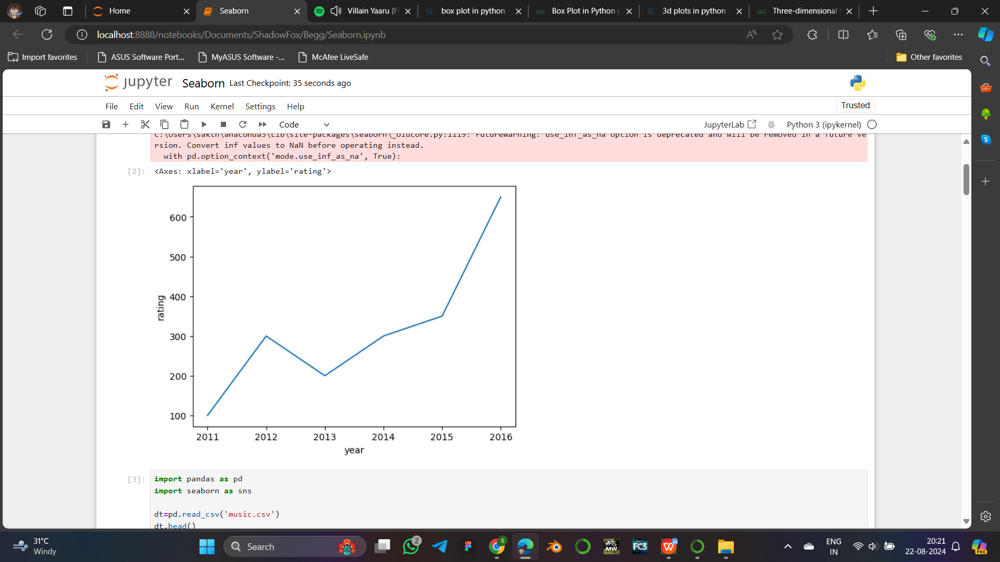 Home
Seaborn
Villain Yaaru (F
box plot in python
Box Plot in Python u
3d plots in python
Three-dimensional
localhost:8888/notebooks/Documents/ShadowFox/Begg/Seaborn.ipynb
Import favorites
ASUS Software Port...
MyASUS Software -...
McAfee LiveSafe
Other favorites
jupyter
Seaborn Last Checkpoint: 35 seconds ago
File Edit View Run Kernel Settings Help
Trusted
Code
JupyterLab
Python 3 (ipykernel)
C:\Users\sakth\anaconda3\Lib\site-packages\seaborn\_oldcore.py:1119: FutureWarning: use_inf_as_na option is deprecated and will be removed in a future ve
rsion. Convert inf values to NaN before operating instead.
with pd.option_context('mode.use_inf_as_na', True):
[2]: <Axes: xlabel='year', ylabel='rating'>
600
500
400
300
200
100
rating
2011 2012 2013 2014 2015 2016
year
[3]: import pandas as pd
import seaborn as sns
dt=pd.read_csv('music.csv')
dt.head()
31°C
Windy
Search
2
S
MW
FC3
W
ENG
IN
20:21
22-08-2024
PRE